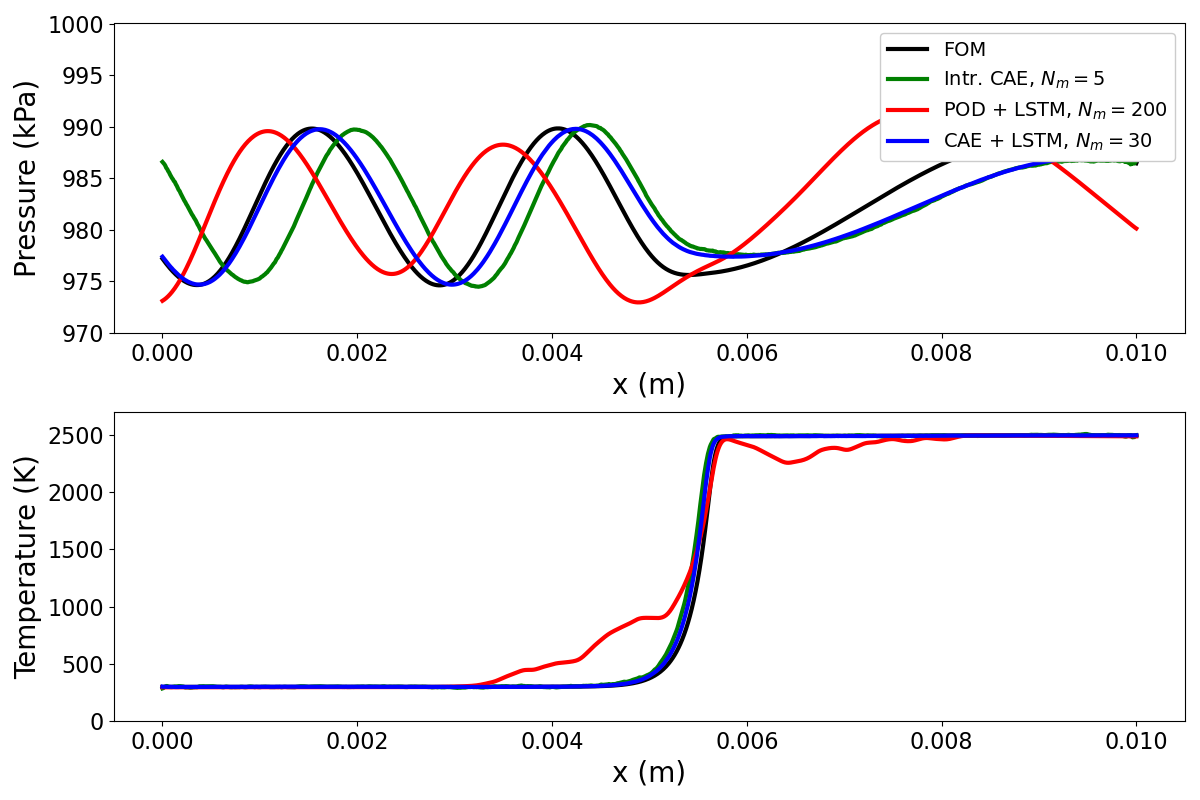 1000
995
990
985
980
975
970
Pressure (kPa)
FOM
Intr. CAE, $N_m = 5$
POD + LSTM, $N_m = 200$
CAE + LSTM, $N_m = 30$
0.000 0.002 0.004 0.006 0.008 0.010
x (m)
2500
2000
1500
1000
500
0
Temperature (K)
0.000 0.002 0.004 0.006 0.008 0.010
x (m)